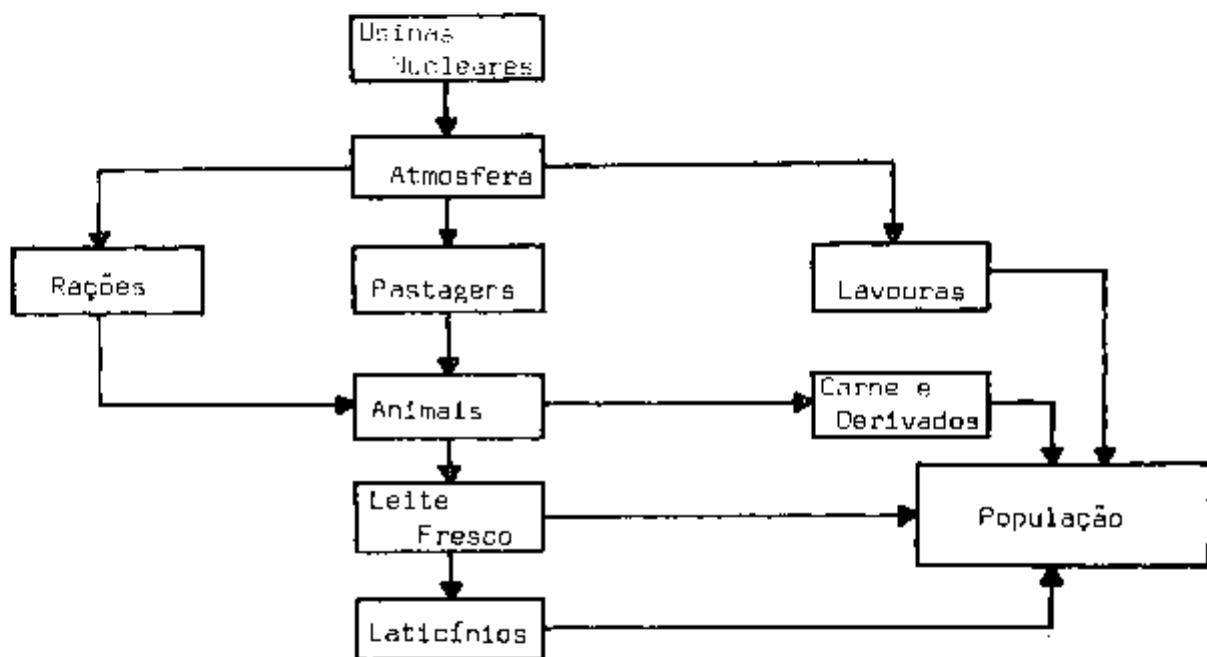 Usinas
Nucleares
Atmosfera
Rações
Pastagens
Lavouras
Animais
Carne e
Derivados
Leite
Fresco
População
Laticínios